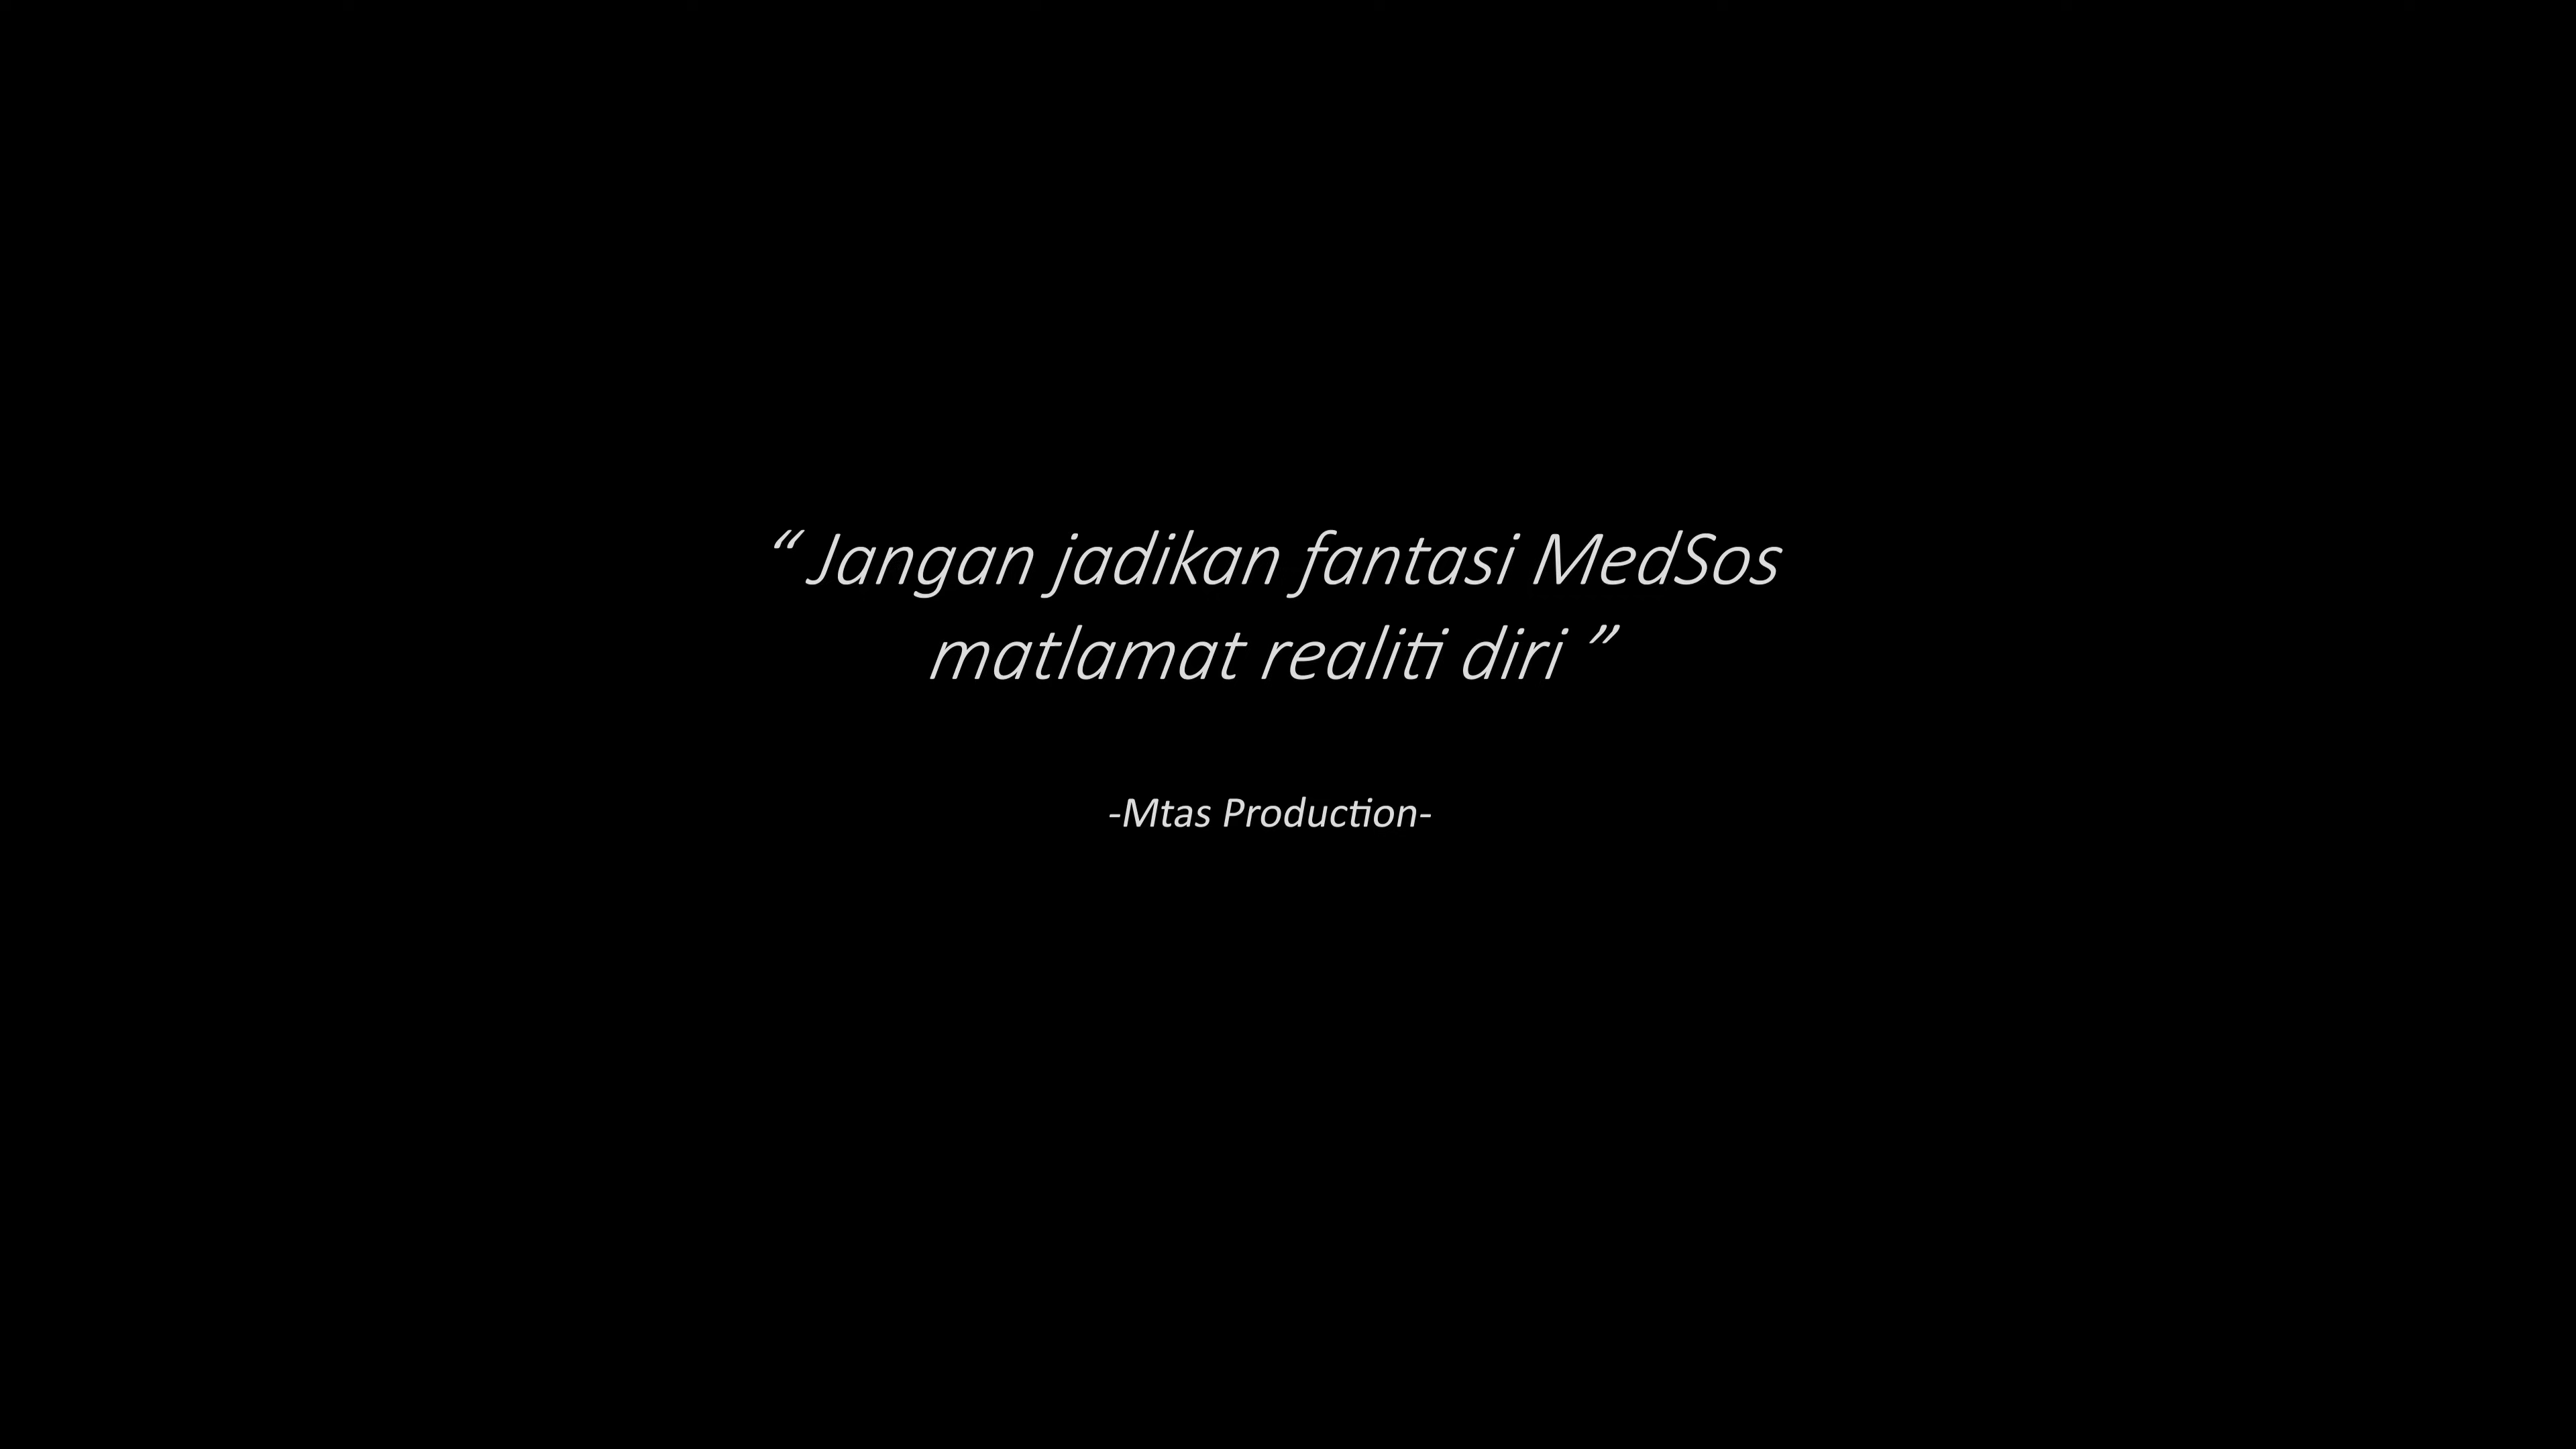 “ Jangan jadikan fantasi MedSos
matlamat realiti diri ”
-Mtas Production-